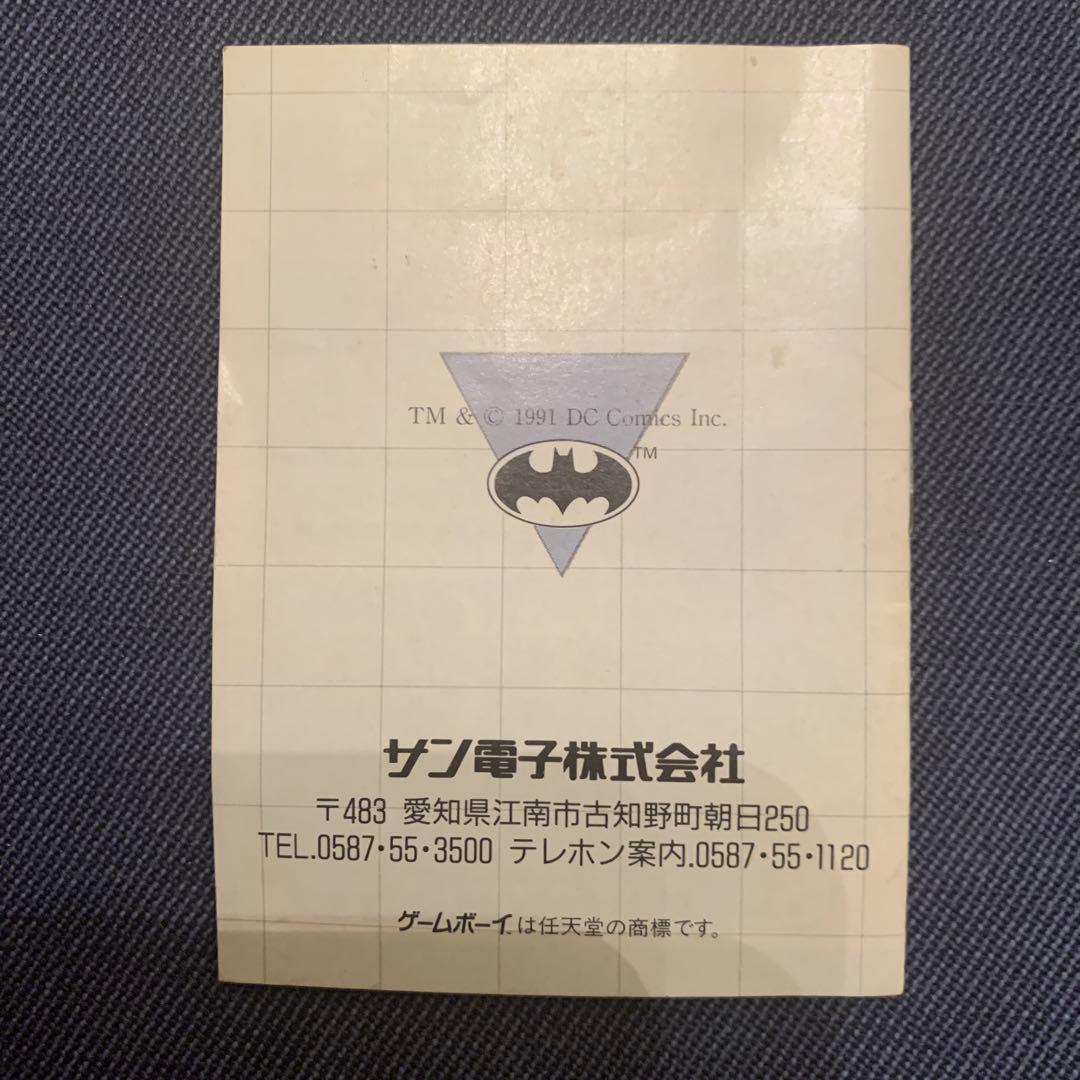 TM & © 1991 DC Comics Inc.
TM
サン電子株式会社
〒483 愛知県江南市古知野町朝日250
TEL.0587・55・3500 テレホン案内.0587・55・1120
ゲームボーイ.は任天堂の商標です。